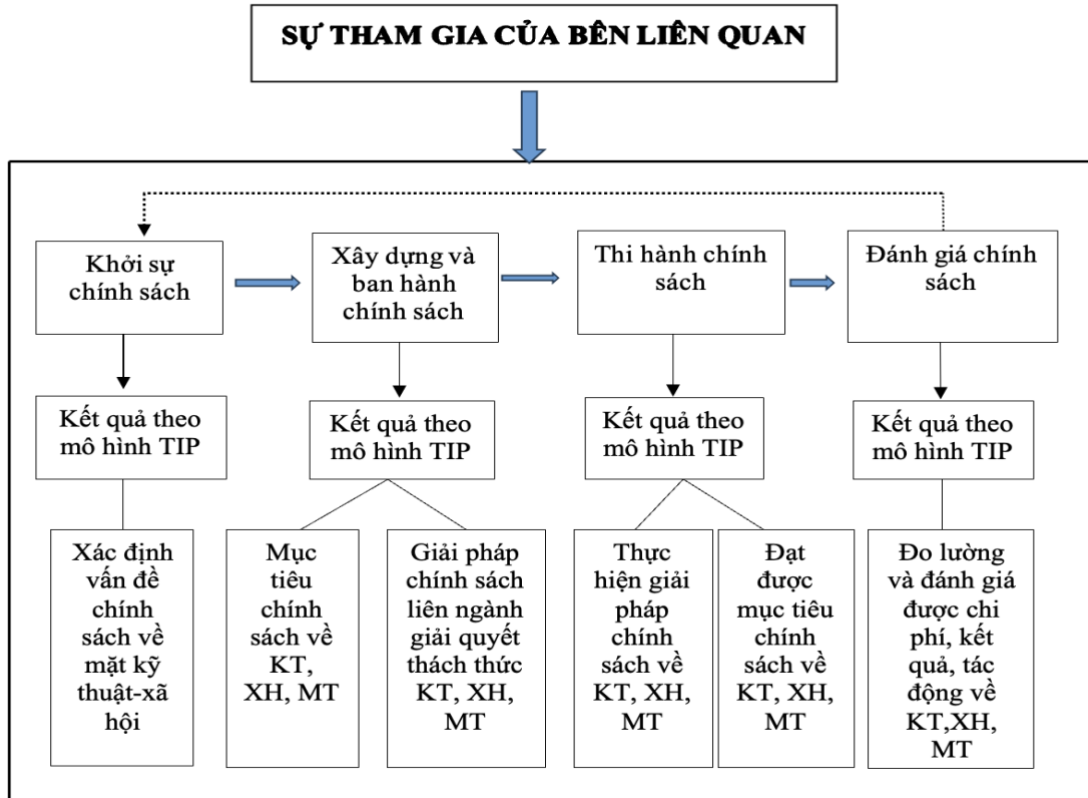 SỰ THAM GIA CỦA BÊN LIÊN QUAN
Khởi sự
chính sách
Xây dựng và
ban hành
chính sách
Thi hành chính
sách
Đánh giá chính
sách
Kết quả theo
mô hình TIP
Kết quả theo
mô hình TIP
Kết quả theo
mô hình TIP
Kết quả theo
mô hình TIP
Xác định
vấn đề
chính
sách về
mặt kỹ
thuật-xã
hội
Mục
tiêu
chính
sách về
KT,
XH, MT
Giải pháp
chính sách
liên ngành
giải quyết
thách thức
KT, XH,
MT
Thực
hiện giải
pháp
chính
sách về
KT, XH,
MT
Đạt
được
mục tiêu
chính
sách về
KT, XH,
MT
Đo lường
và đánh giá
được chi
phí, kết
quả, tác
động về
KT,XH,
MT